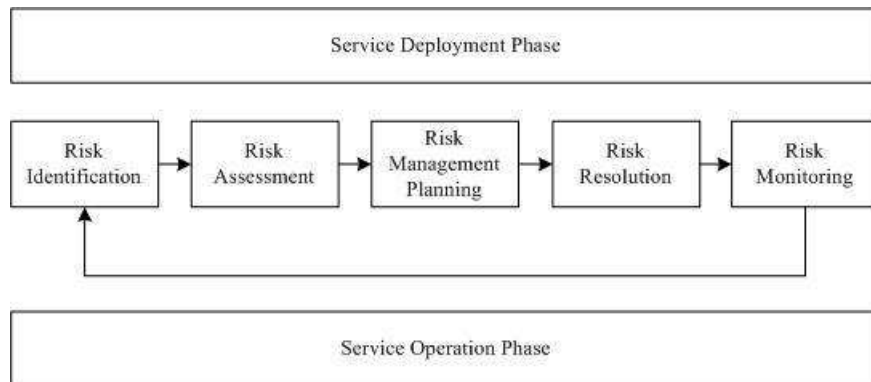 Service Deployment Phase
Risk
Identification
Risk
Assessment
Risk
Management
Planning
Risk
Resolution
Risk
Monitoring
Service Operation Phase